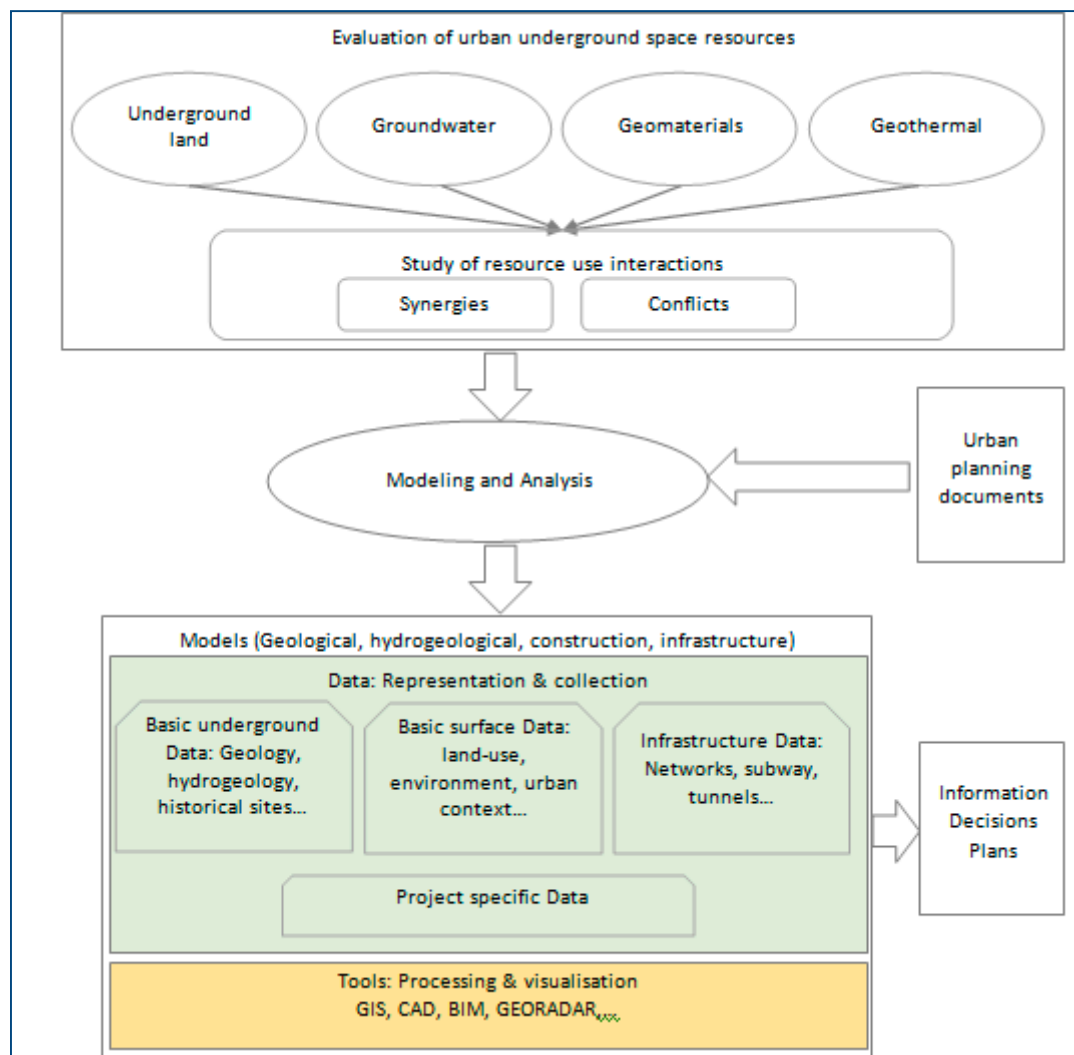 Evaluation of urban underground space resources
Underground
land
Groundwater
Geomaterials
Geothermal
Study of resource use interactions
Synergies
Conflicts
Modeling and Analysis
Urban
planning
documents
Models (Geological, hydrogeological, construction, infrastructure)
Data: Representation & collection
Basic underground
Data: Geology,
hydrogeology,
historical sites...
Basic surface Data:
land-use,
environment, urban
context...
Infrastructure Data:
Networks, subway,
tunnels...
Project specific Data
Information
Decisions
Plans
Tools: Processing & visualisation
GIS, CAD, BIM, GEORADAR,...